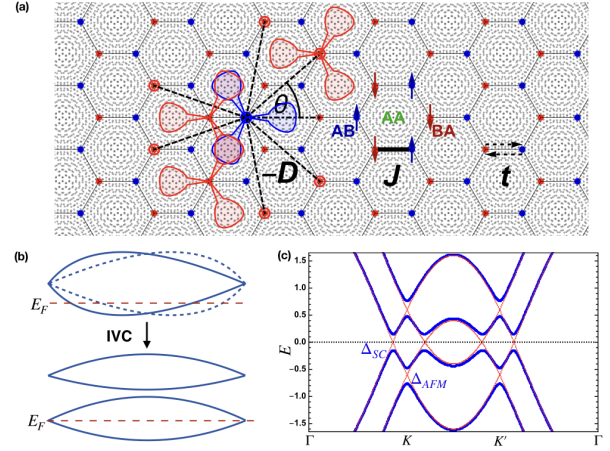 (a)
θ
AB
AA
BA
-D
J
t
(b)
E_F
IVC
E_F
(c)
1.5
1.0
0.5
0.0
-0.5
-1.0
-1.5
E
Δ_SC
Δ_AFM
Γ K K′ Γ